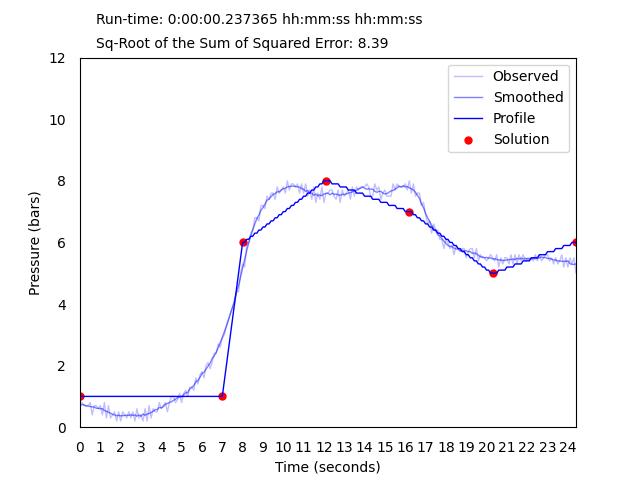 Run-time: 0:00:00.237365 hh:mm:ss hh:mm:ss
Sq-Root of the Sum of Squared Error: 8.39
Observed
Smoothed
Profile
Solution
Pressure (bars)
12
10
8
6
4
2
0
0 1 2 3 4 5 6 7 8 9 10 11 12 13 14 15 16 17 18 19 20 21 22 23 24
Time (seconds)